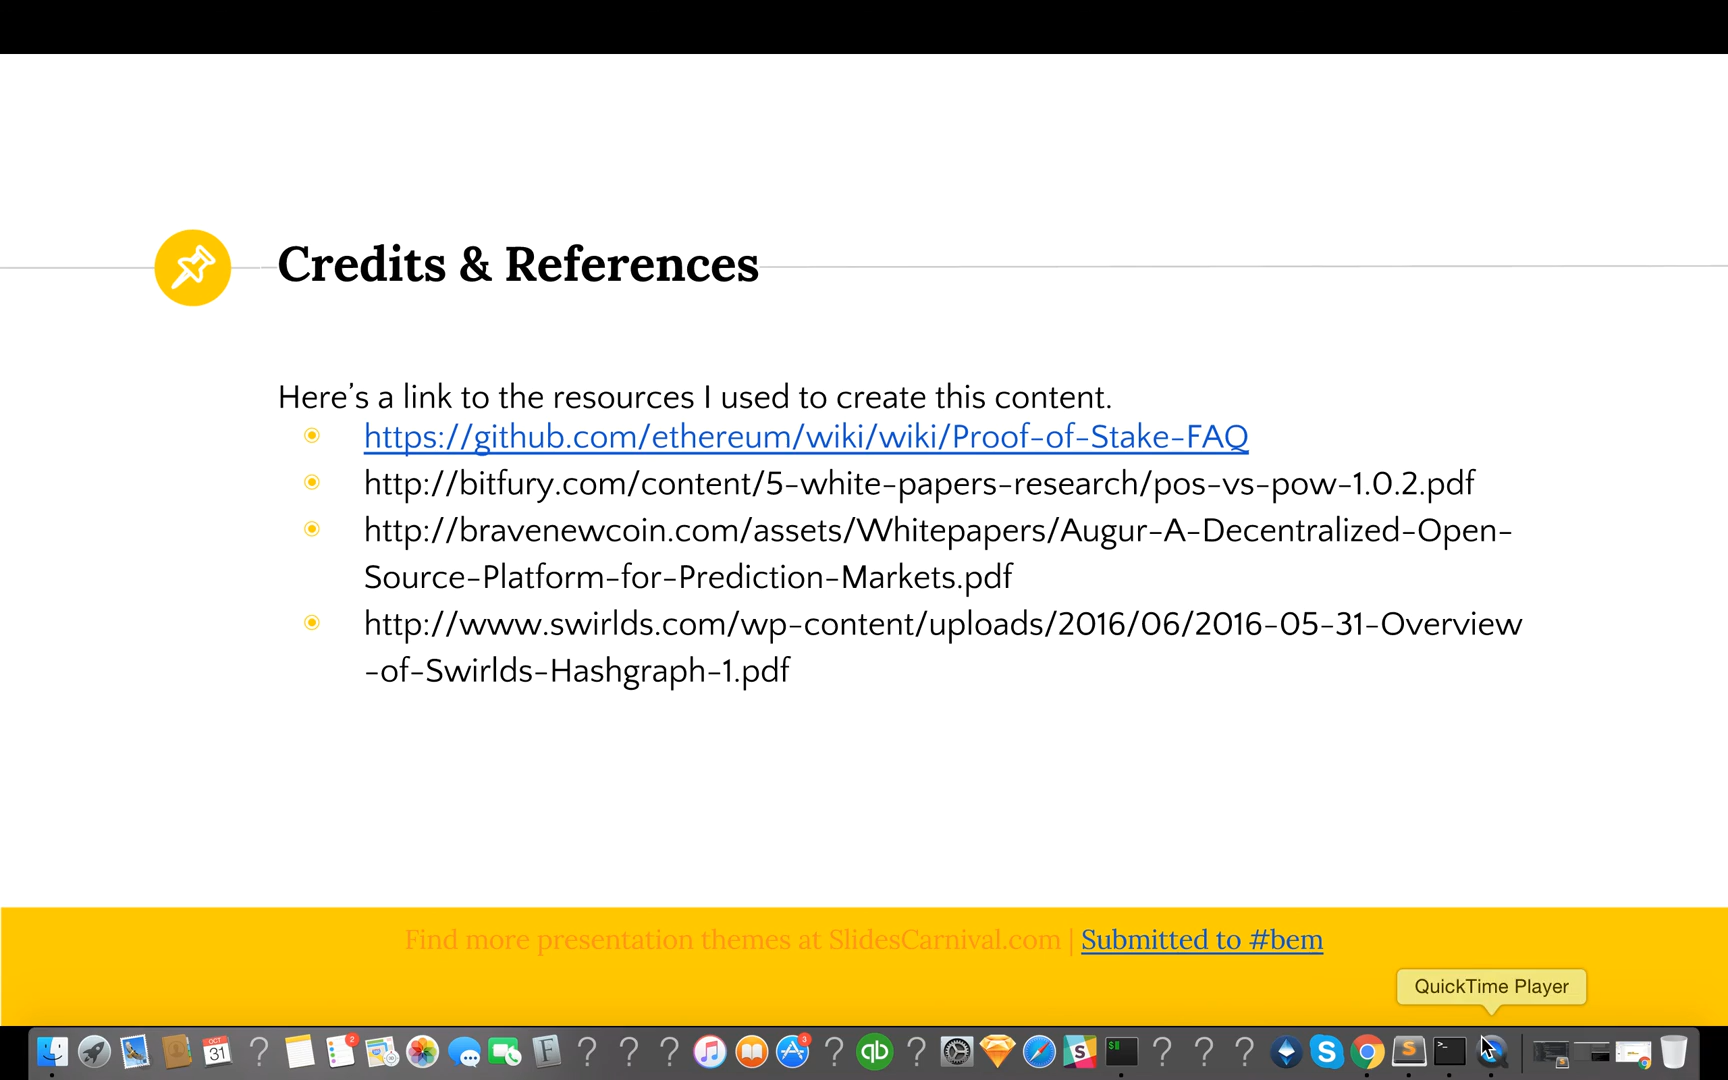 Credits & References
Here's a link to the resources I used to create this content.
https://github.com/ethereum/wiki/wiki/Proof-of-Stake-FAQ
http://bitfury.com/content/5-white-papers-research/pos-vs-pow-1.0.2.pdf
http://bravenewcoin.com/assets/Whitepapers/Augur-A-Decentralized-Open-
Source-Platform-for-Prediction-Markets.pdf
http://www.swirlds.com/wp-content/uploads/2016/06/2016-05-31-Overview
-of-Swirlds-Hashgraph-1.pdf
Find more presentation themes at SlidesCarnival.com | Submitted to #bem
QuickTime Player
OCT
31
2
3